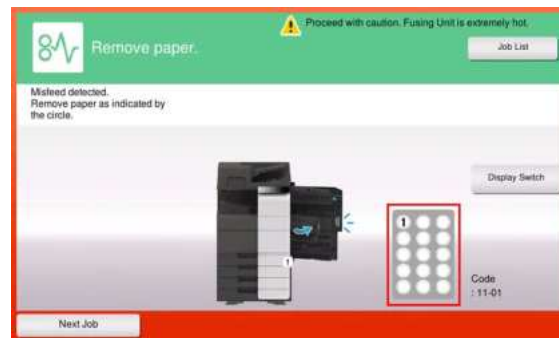 Proceed with caution. Fusing Unit is extremely hot.
Remove paper.
Job List
Misfeed detected.
Remove paper as indicated by
the circle.
Display Switch
1
1
Code
: 11-01
Next Job